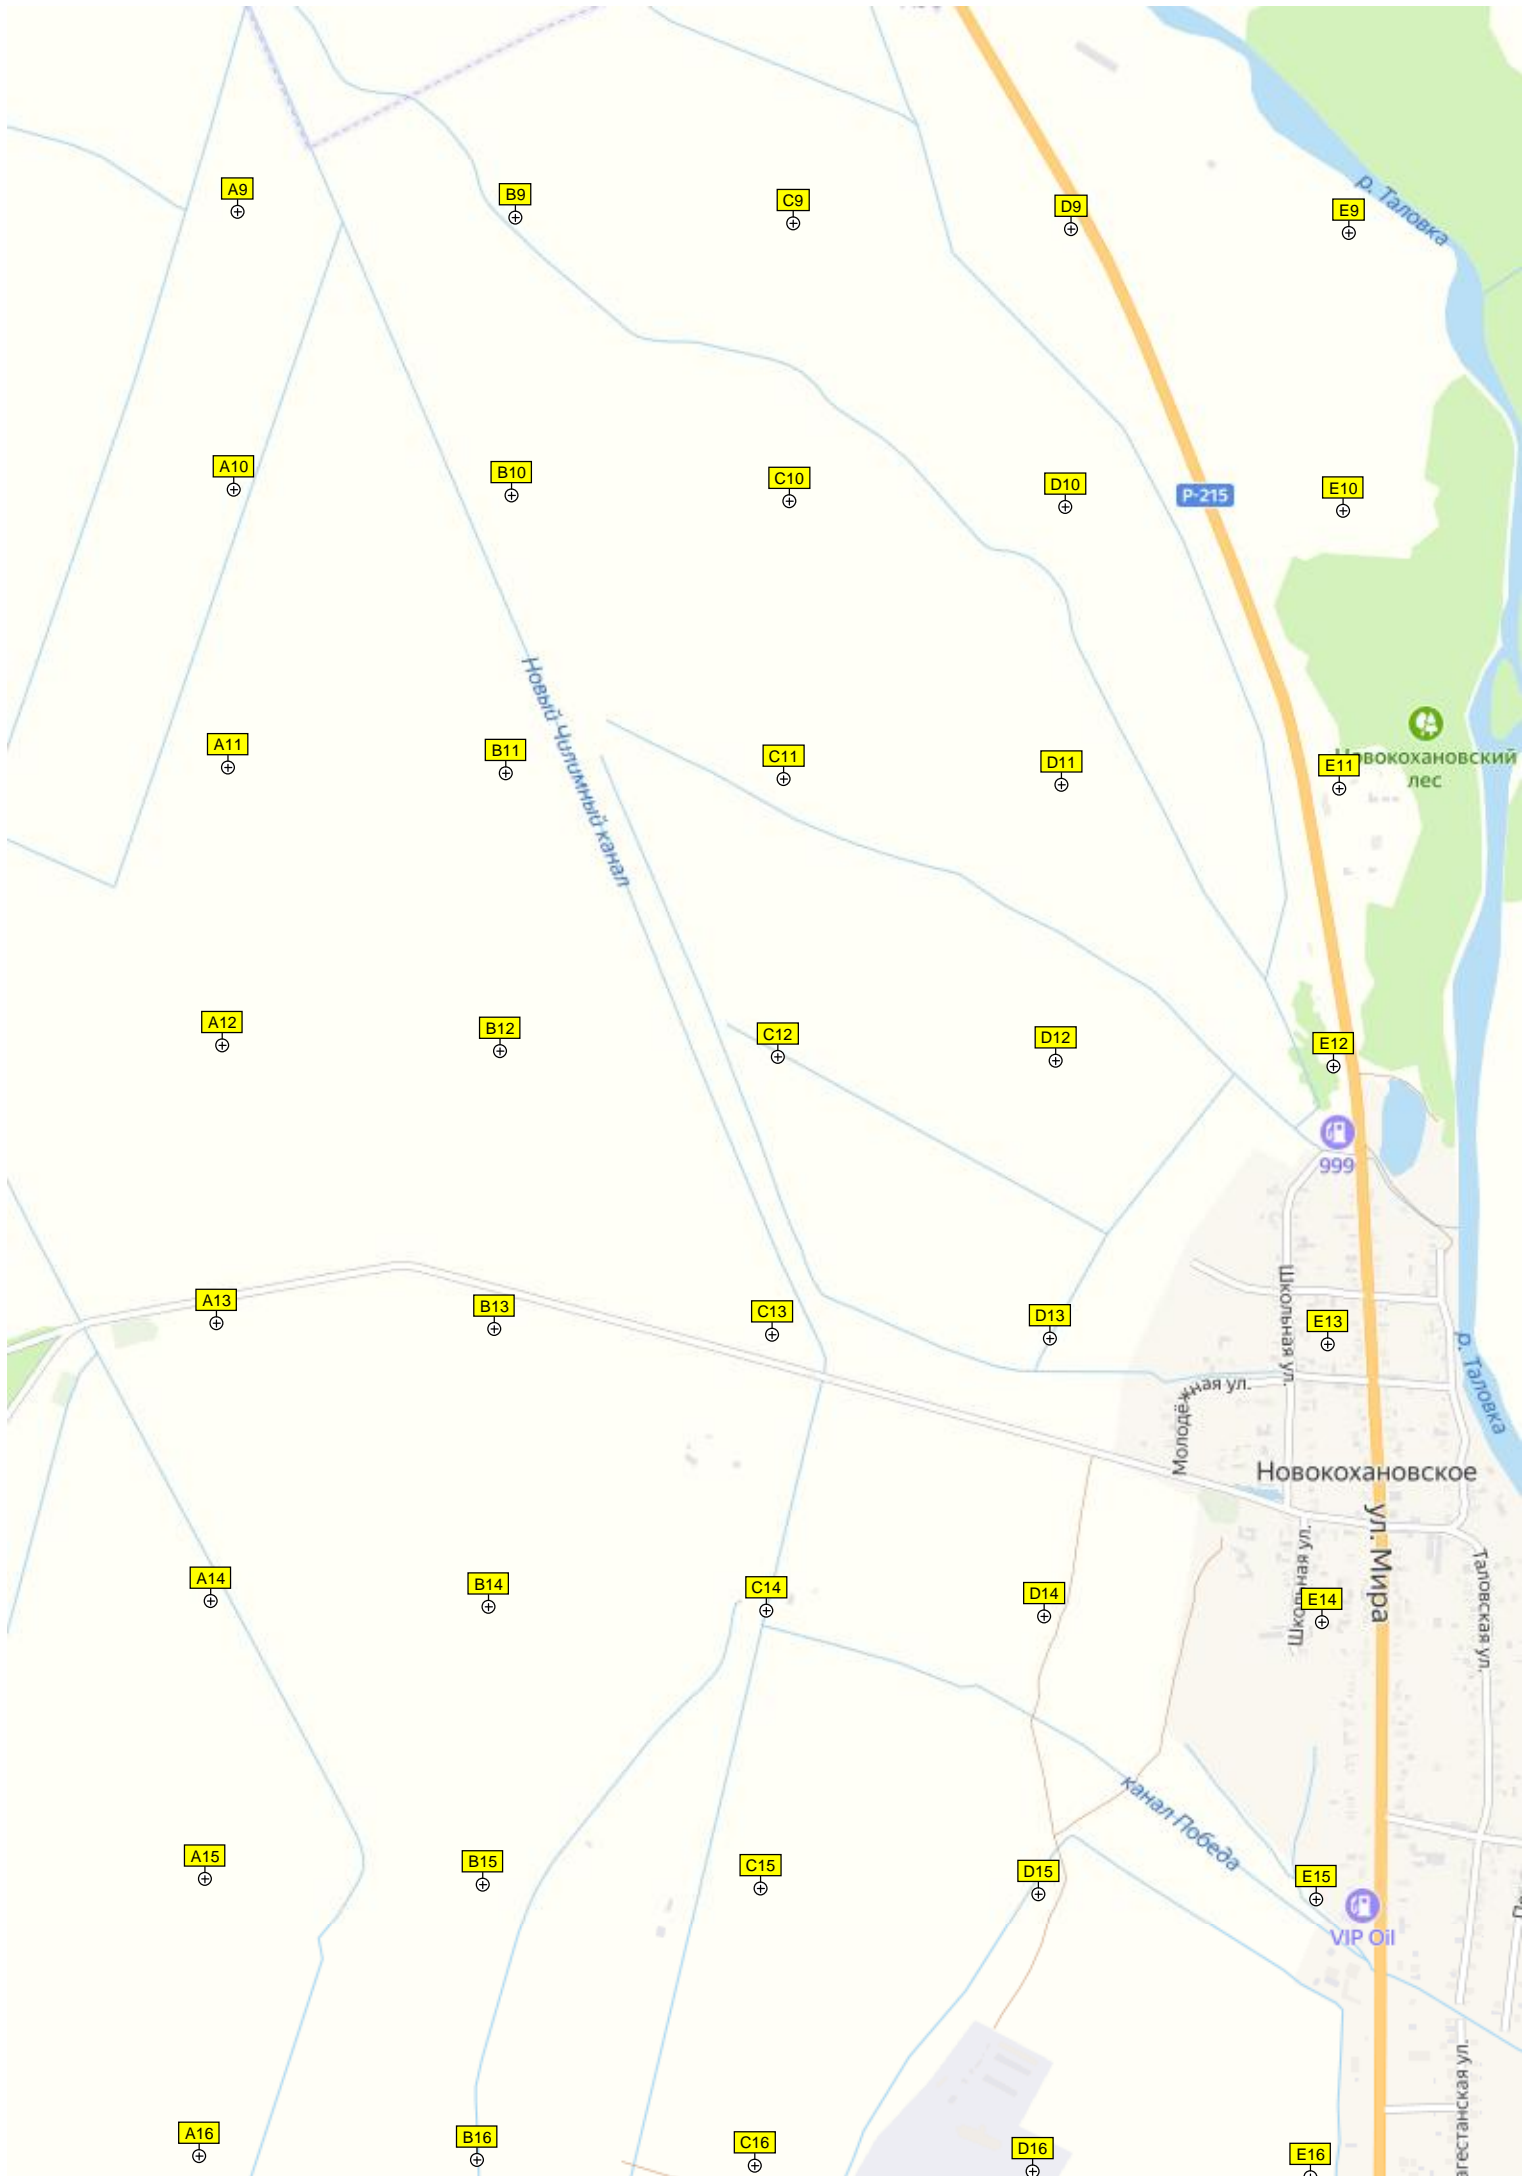 A9
B9
C9
D9
E9
р. Таловка
A10
B10
C10
D10
E10
P-215
Новый Чилимный канал
A11
B11
C11
D11
E11
лес
A12
B12
C12
D12
E12
999
A13
B13
C13
D13
E13
Школьная ул.
р. Таловка
Молодёжная ул.
Новокохановское
ул. Мира
A14
B14
C14
D14
E14
Школьная ул.
Таловская ул.
канал Победа
A15
B15
C15
D15
E15
VIP Oil
A16
B16
C16
D16
E16